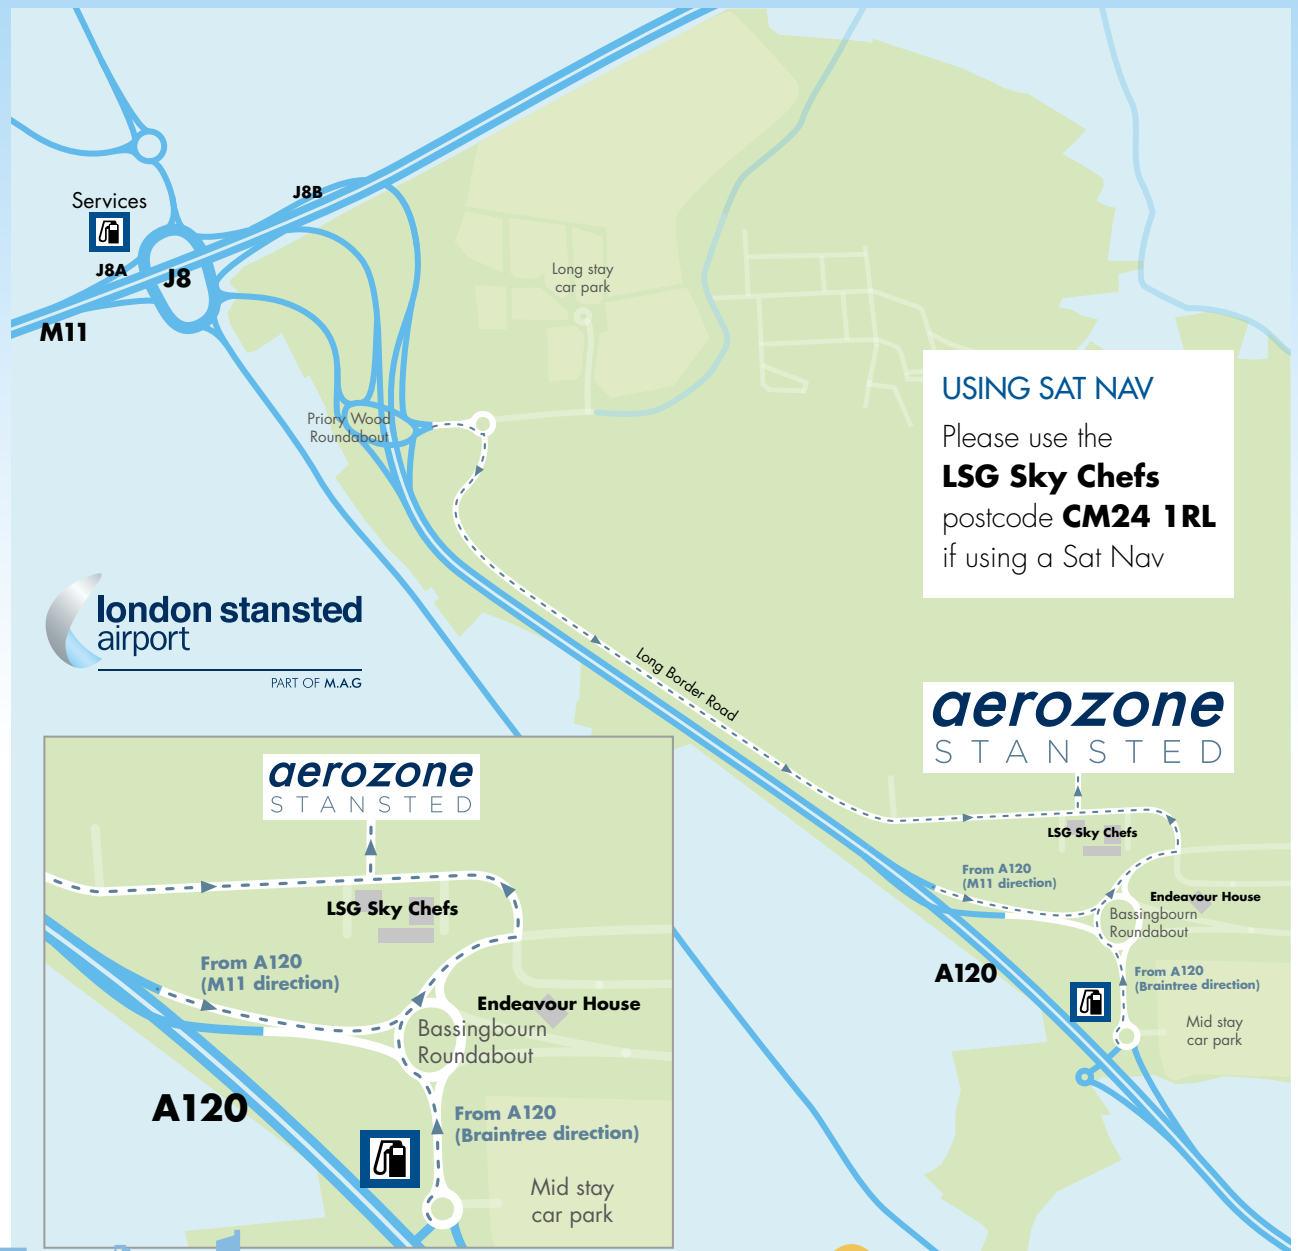 Services
J8B
J8A
J8
M11
Long stay
car park
Priory Wood
Roundabout
USING SAT NAV
Please use the
LSG Sky Chefs
postcode CM24 1RL
if using a Sat Nav
london stansted
airport
PART OF M.A.G
Long Border Road
aerozone
STANSTED
LSG Sky Chefs
From A120
(M11 direction)
Endeavour House
Bassingbourn
Roundabout
A120
From A120
(Braintree direction)
Mid stay
car park
aerozone
STANSTED
LSG Sky Chefs
From A120
(M11 direction)
Endeavour House
Bassingbourn
Roundabout
A120
From A120
(Braintree direction)
Mid stay
car park